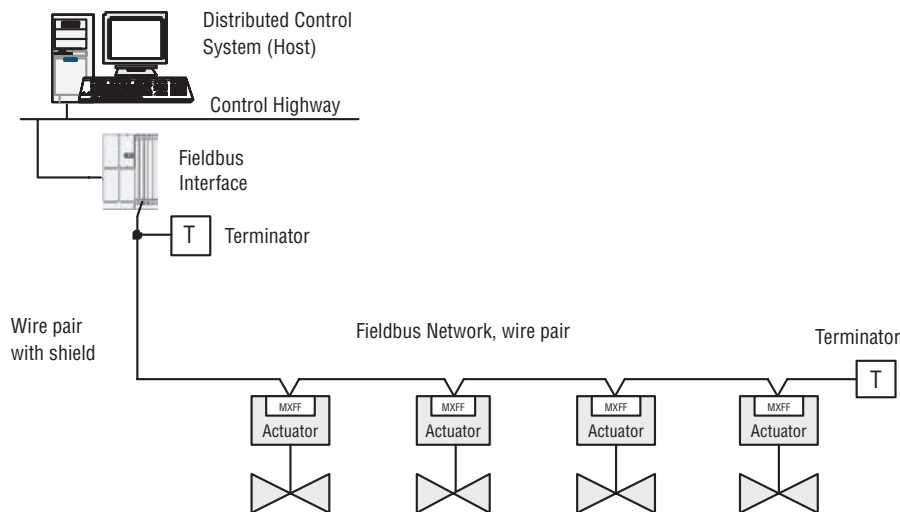 Distributed Control
System (Host)
Control Highway
Fieldbus
Interface
T
Terminator
Wire pair
with shield
Fieldbus Network, wire pair
Terminator
T
MXFF
Actuator
MXFF
Actuator
MXFF
Actuator
MXFF
Actuator